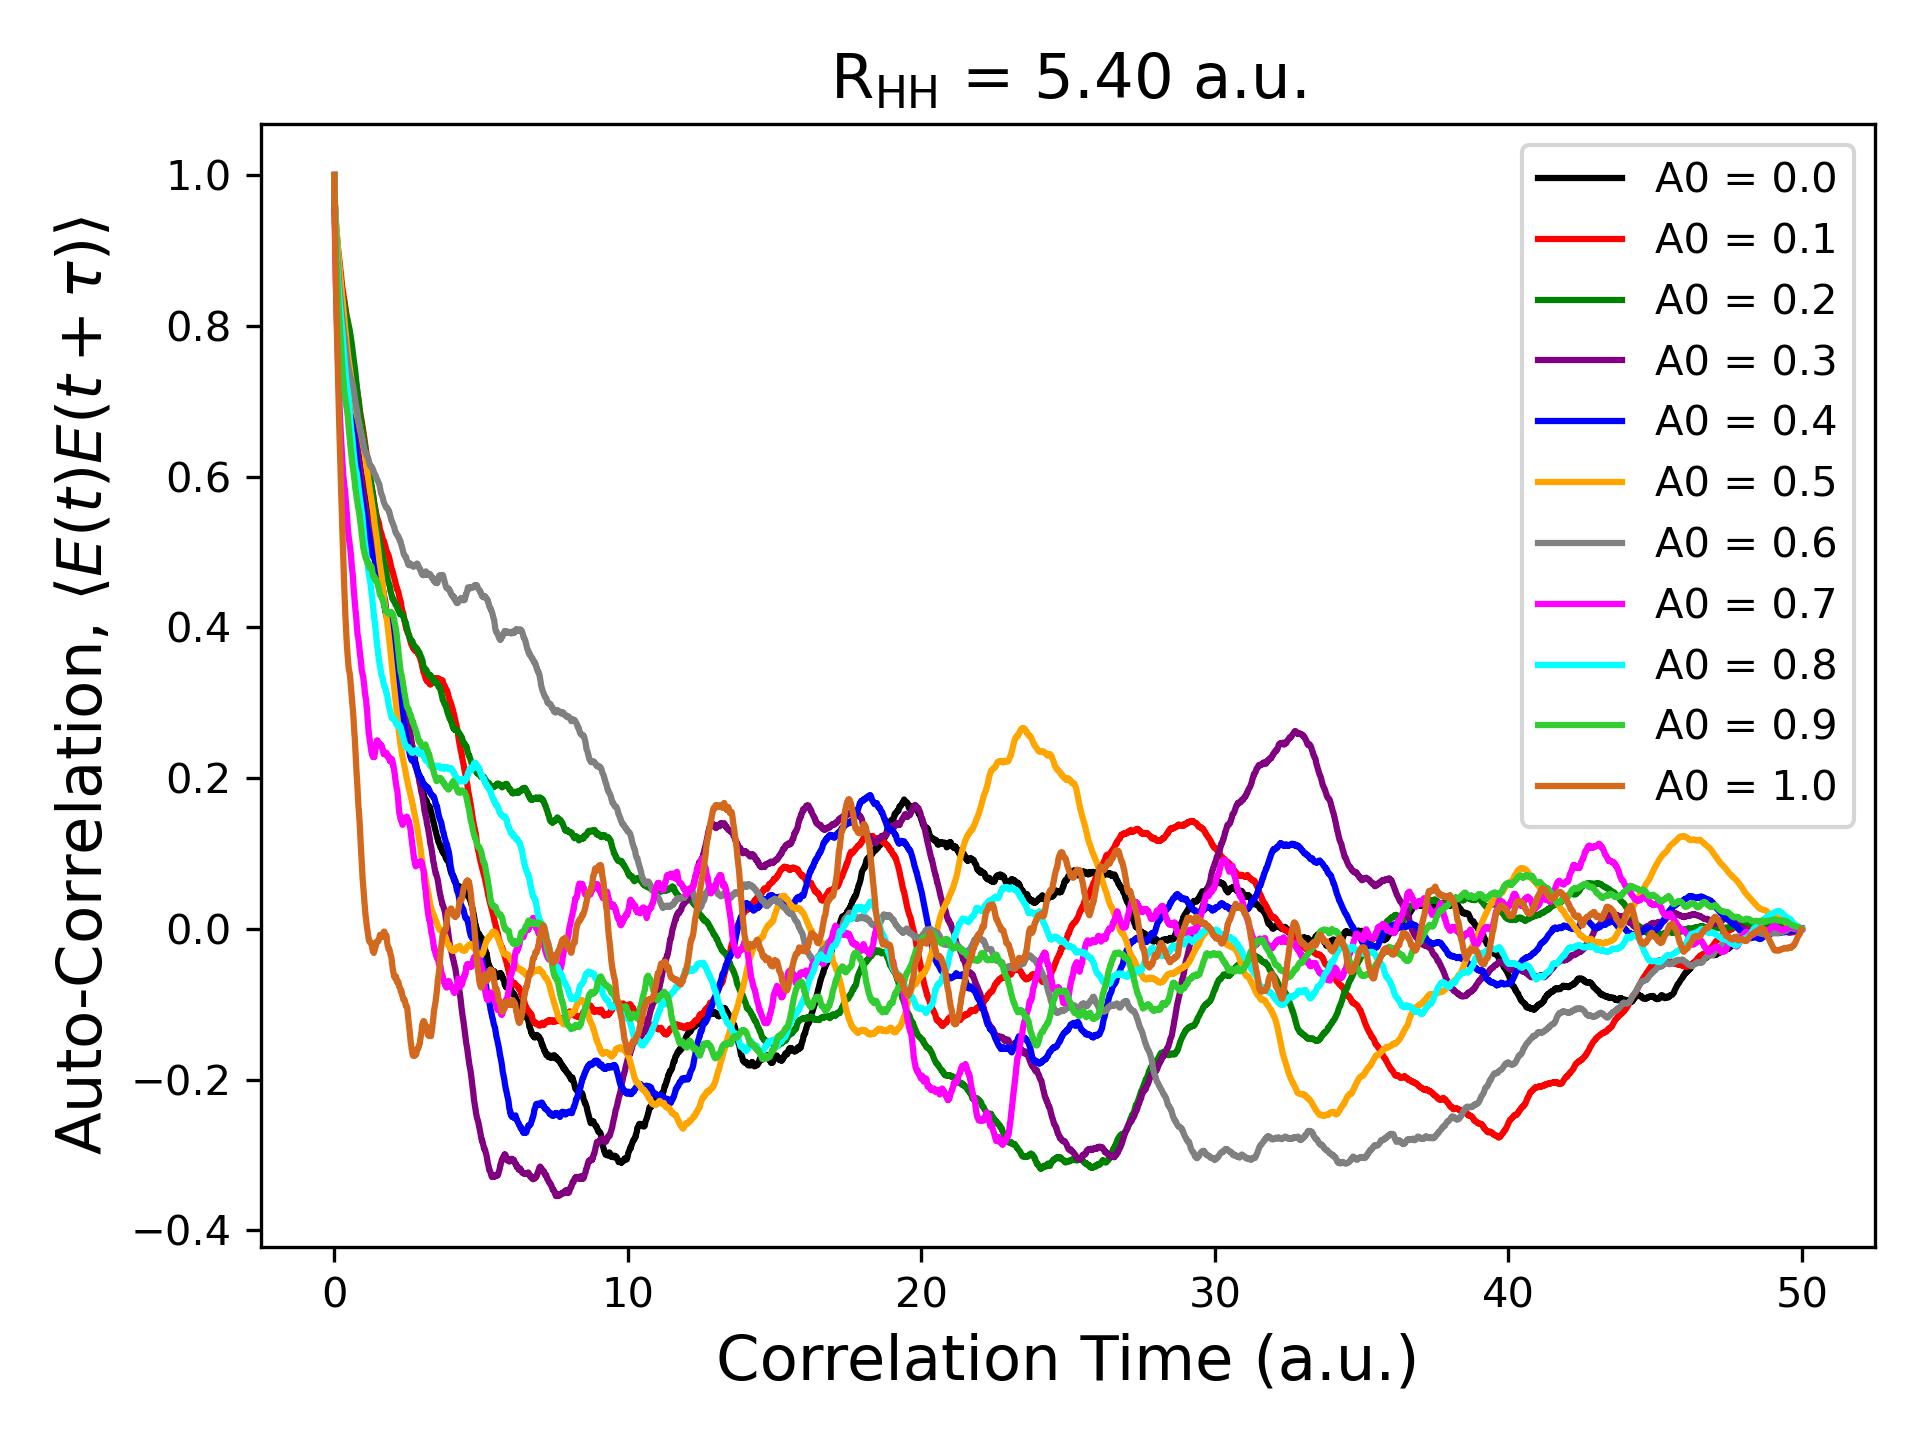 R_HH = 5.40 a.u.
Auto-Correlation, ⟨E(t)E(t + τ)⟩
1.0
0.8
0.6
0.4
0.2
0.0
−0.2
−0.4
A0 = 0.0
A0 = 0.1
A0 = 0.2
A0 = 0.3
A0 = 0.4
A0 = 0.5
A0 = 0.6
A0 = 0.7
A0 = 0.8
A0 = 0.9
A0 = 1.0
0 10 20 30 40 50
Correlation Time (a.u.)